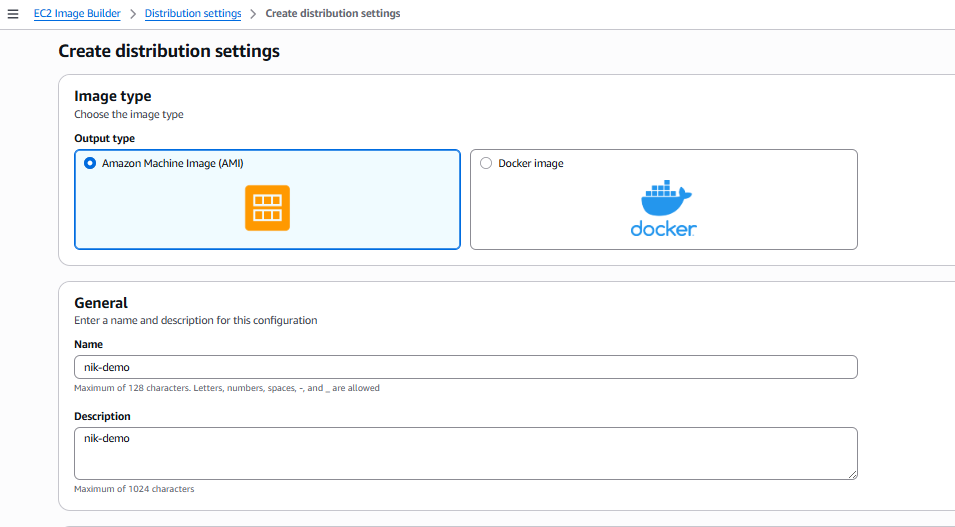 EC2 Image Builder > Distribution settings > Create distribution settings
Create distribution settings
Image type
Choose the image type
Output type
Amazon Machine Image (AMI)
Docker image
docker
General
Enter a name and description for this configuration
Name
nik-demo
Maximum of 128 characters. Letters, numbers, spaces, -, and _ are allowed
Description
nik-demo
Maximum of 1024 characters